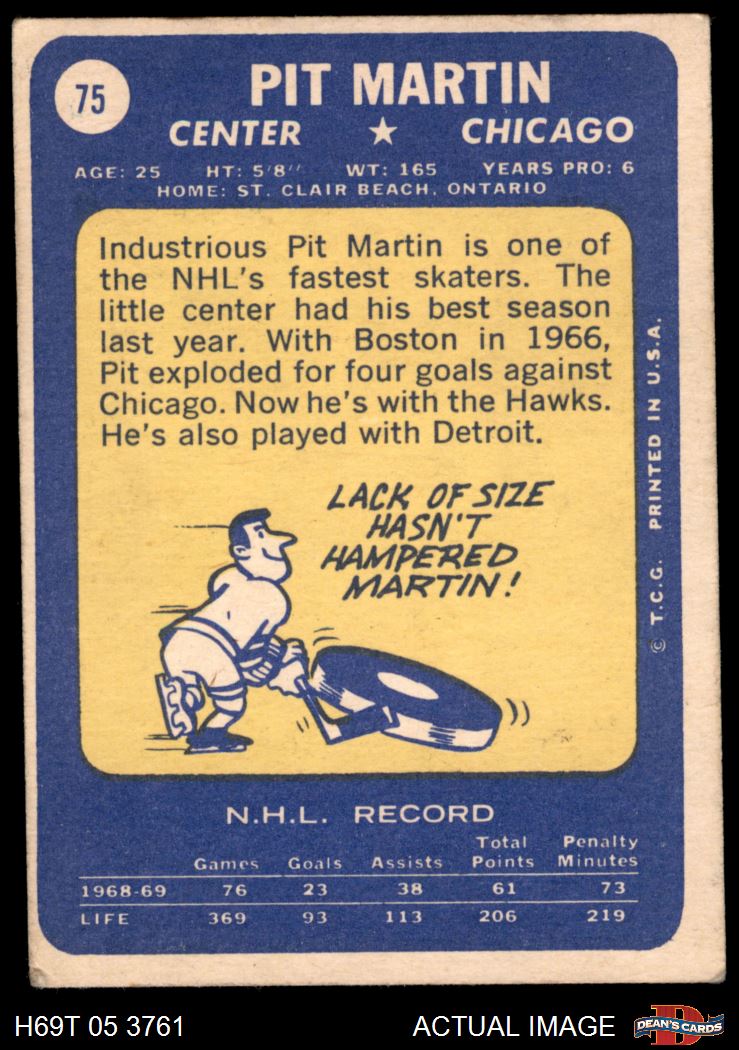 75
PIT MARTIN
CENTER ★ CHICAGO
AGE: 25 HT: 5'8'' WT: 165 YEARS PRO: 6
HOME: ST. CLAIR BEACH, ONTARIO
Industrious Pit Martin is one of
the NHL's fastest skaters. The
little center had his best season
last year. With Boston in 1966,
Pit exploded for four goals against
Chicago. Now he's with the Hawks.
He's also played with Detroit.
LACK OF SIZE
HASN'T
HAMPERED
MARTIN!
© T.C.G. PRINTED IN U.S.A.
N.H.L. RECORD
Games Goals Assists Total Points Penalty Minutes
1968-69 76 23 38 61 73
LIFE 369 93 113 206 219
H69T 05 3761 ACTUAL IMAGE
D
DEAN'S CARDS